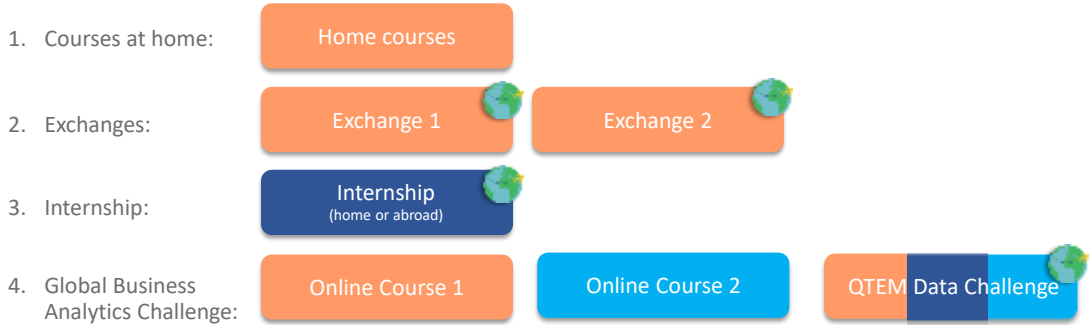 1. Courses at home:
Home courses
2. Exchanges:
Exchange 1
Exchange 2
3. Internship:
Internship
(home or abroad)
4. Global Business
Analytics Challenge:
Online Course 1
Online Course 2
QTEM Data Challenge